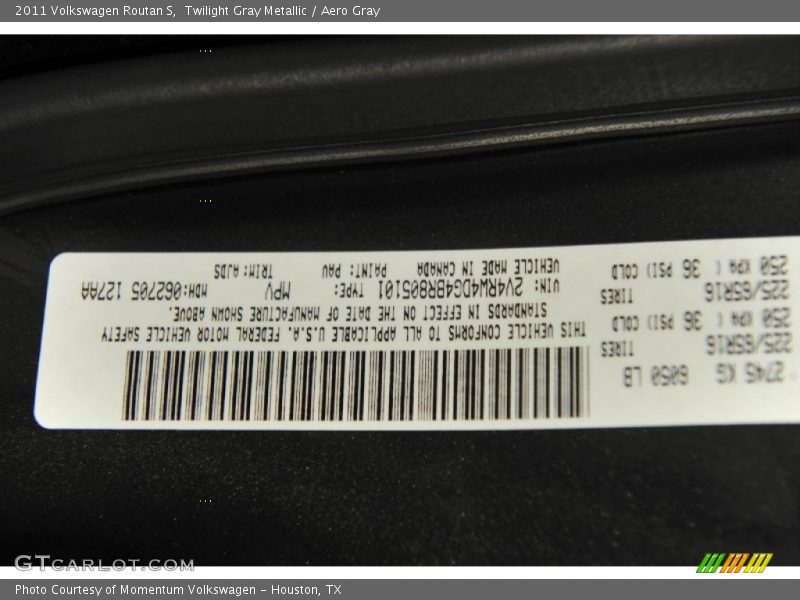 2011 Volkswagen Routan S, Twilight Gray Metallic / Aero Gray
2745 KG 6050 LB
225/65R16 TIRES
250 KPA ( 36 PSI) COLD
225/65R16 TIRES
250 KPA ( 36 PSI) COLD
THIS VEHICLE CONFORMS TO ALL APPLICABLE U.S.A. FEDERAL MOTOR VEHICLE SAFETY
STANDARDS IN EFFECT ON THE DATE OF MANUFACTURE SHOWN ABOVE.
VIN: 2V4RW4DG4BR805101 TYPE: MPV MDH:062705 127AA
VEHICLE MADE IN CANADA PAINT: PAV TRIM: AJDS
GTCARLOT.COM
Photo Courtesy of Momentum Volkswagen - Houston, TX